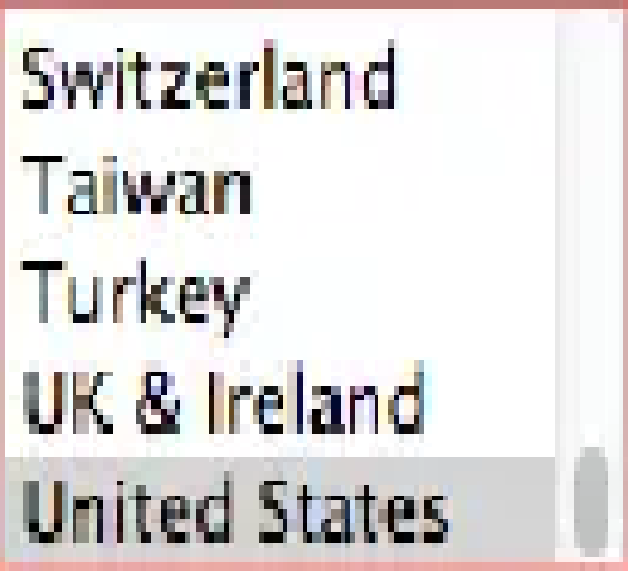 Switzerland
Taiwan
Turkey
UK & Ireland
United States